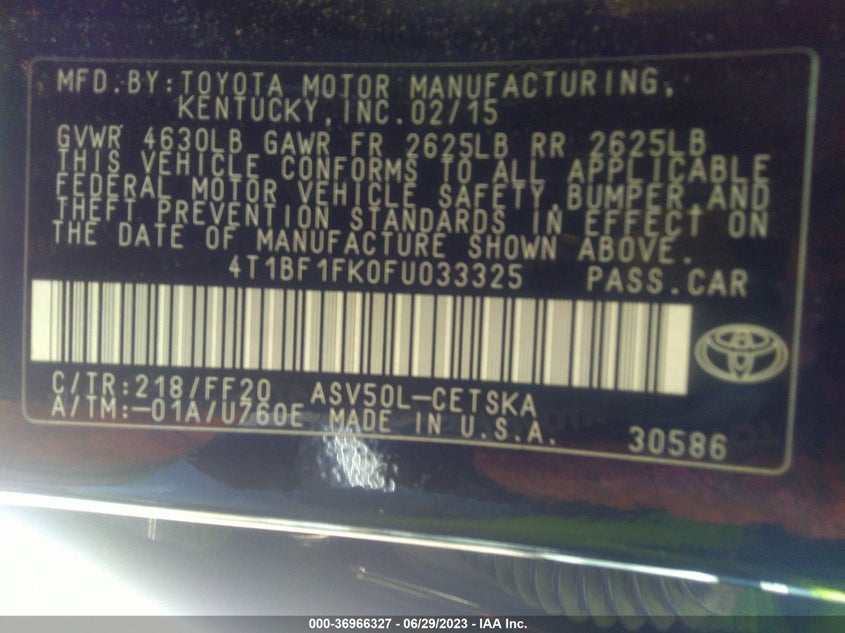 MFD.BY:TOYOTA MOTOR MANUFACTURING,
KENTUCKY,INC.02/15
GVWR 4630LB GAWR FR 2625LB RR 2625LB
THIS VEHICLE CONFORMS TO ALL APPLICABLE
FEDERAL MOTOR VEHICLE SAFETY,BUMPER,AND
THEFT PREVENTION STANDARDS IN EFFECT ON
THE DATE OF MANUFACTURE SHOWN ABOVE.
4T1BF1FK0FU033325 PASS.CAR
C/TR:218/FF20 ASV50L-CETSKA
A/TM:-01A/U760E MADE IN U.S.A. 30586
000-36966327 - 06/29/2023 - IAA Inc.